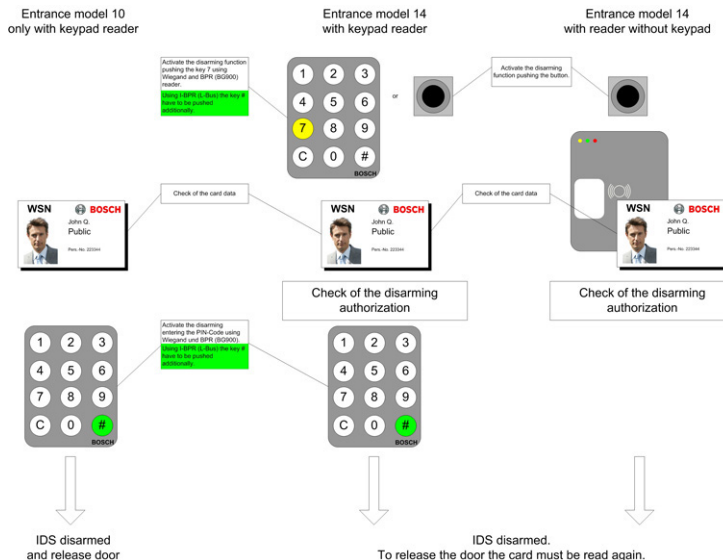 Entrance model 10
only with keypad reader
Entrance model 14
with keypad reader
Entrance model 14
with reader without keypad
Activate the disarming function
pushing the key 7 using
Wiegand and BPR (BG900)
reader.
Using I-BPR (L-Bus) the key #
have to be pushed
additionally.
1 2 3
4 5 6
7 8 9
C 0 #
BOSCH
or
Activate the disarming
function pushing the button.
Check of the card data
Check of the card data
WSN BOSCH
John Q.
Public
WSN BOSCH
John Q.
Public
WSN BOSCH
John Q.
Public
Check of the disarming
authorization
Check of the disarming
authorization
1 2 3
4 5 6
7 8 9
C 0 #
BOSCH
Activate the disarming
entering the PIN-Code using
Wiegand und BPR (BG900).
Using I-BPR (L-Bus) the key #
have to be pushed
additionally.
1 2 3
4 5 6
7 8 9
C 0 #
BOSCH
IDS disarmed
and release door
IDS disarmed.
To release the door the card must be read again.